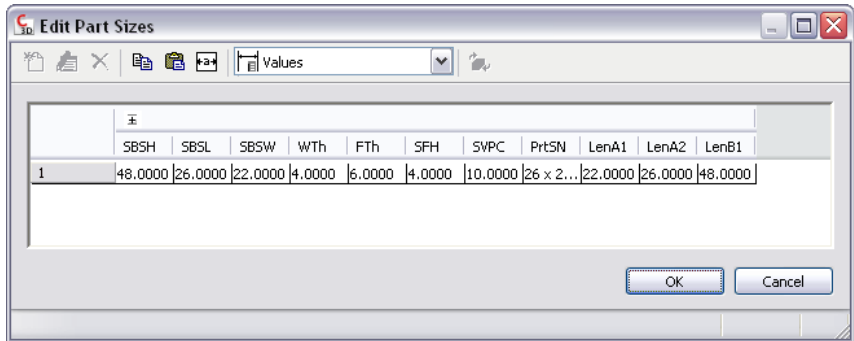 C 3D Edit Part Sizes
a Values
SBSH SBSL SBSW WTh FTh SFH SVPC PrtSN LenA1 LenA2 LenB1
1 48.0000 26.0000 22.0000 4.0000 6.0000 4.0000 10.0000 26 x 2... 22.0000 26.0000 48.0000
OK Cancel